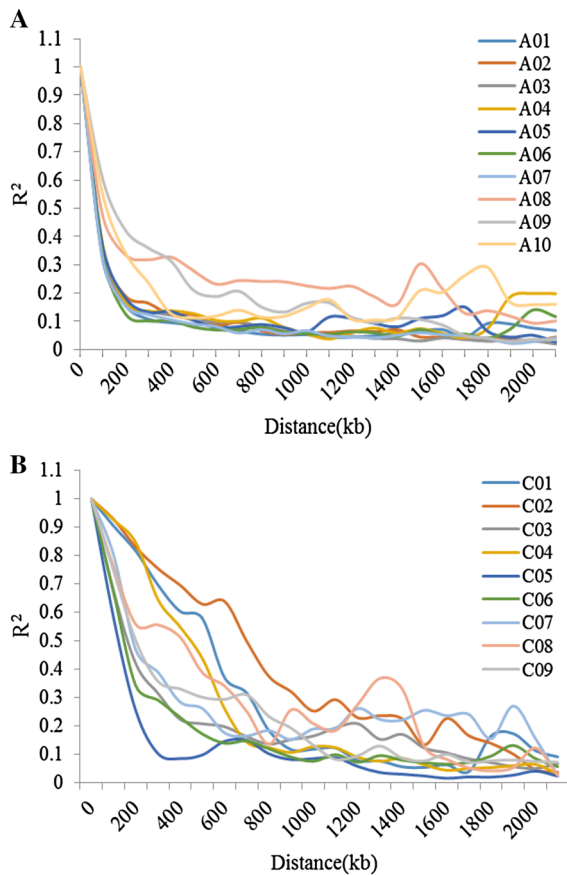 A
1.1
1
0.9
0.8
0.7
0.6
0.5
0.4
0.3
0.2
0.1
0
R²
A01
A02
A03
A04
A05
A06
A07
A08
A09
A10
0 200 400 600 800 1000 1200 1400 1600 1800 2000
Distance(kb)
B
1.1
1
0.9
0.8
0.7
0.6
0.5
0.4
0.3
0.2
0.1
0
R²
C01
C02
C03
C04
C05
C06
C07
C08
C09
0 200 400 600 800 1000 1200 1400 1600 1800 2000
Distance(kb)